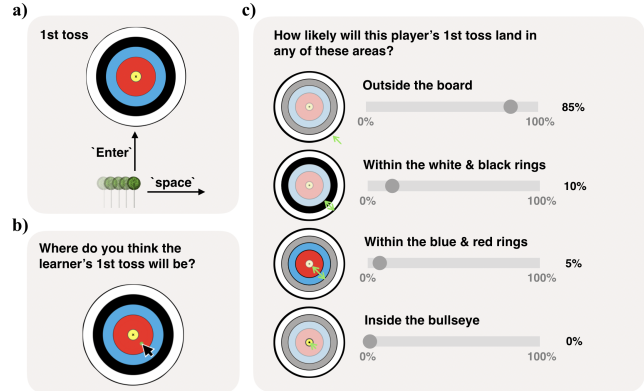 a)
1st toss
`Enter`
`space`
b)
Where do you think the
learner's 1st toss will be?
c)
How likely will this player's 1st toss land in
any of these areas?
Outside the board
85%
0%
100%
Within the white & black rings
10%
0%
100%
Within the blue & red rings
5%
0%
100%
Inside the bullseye
0%
0%
100%